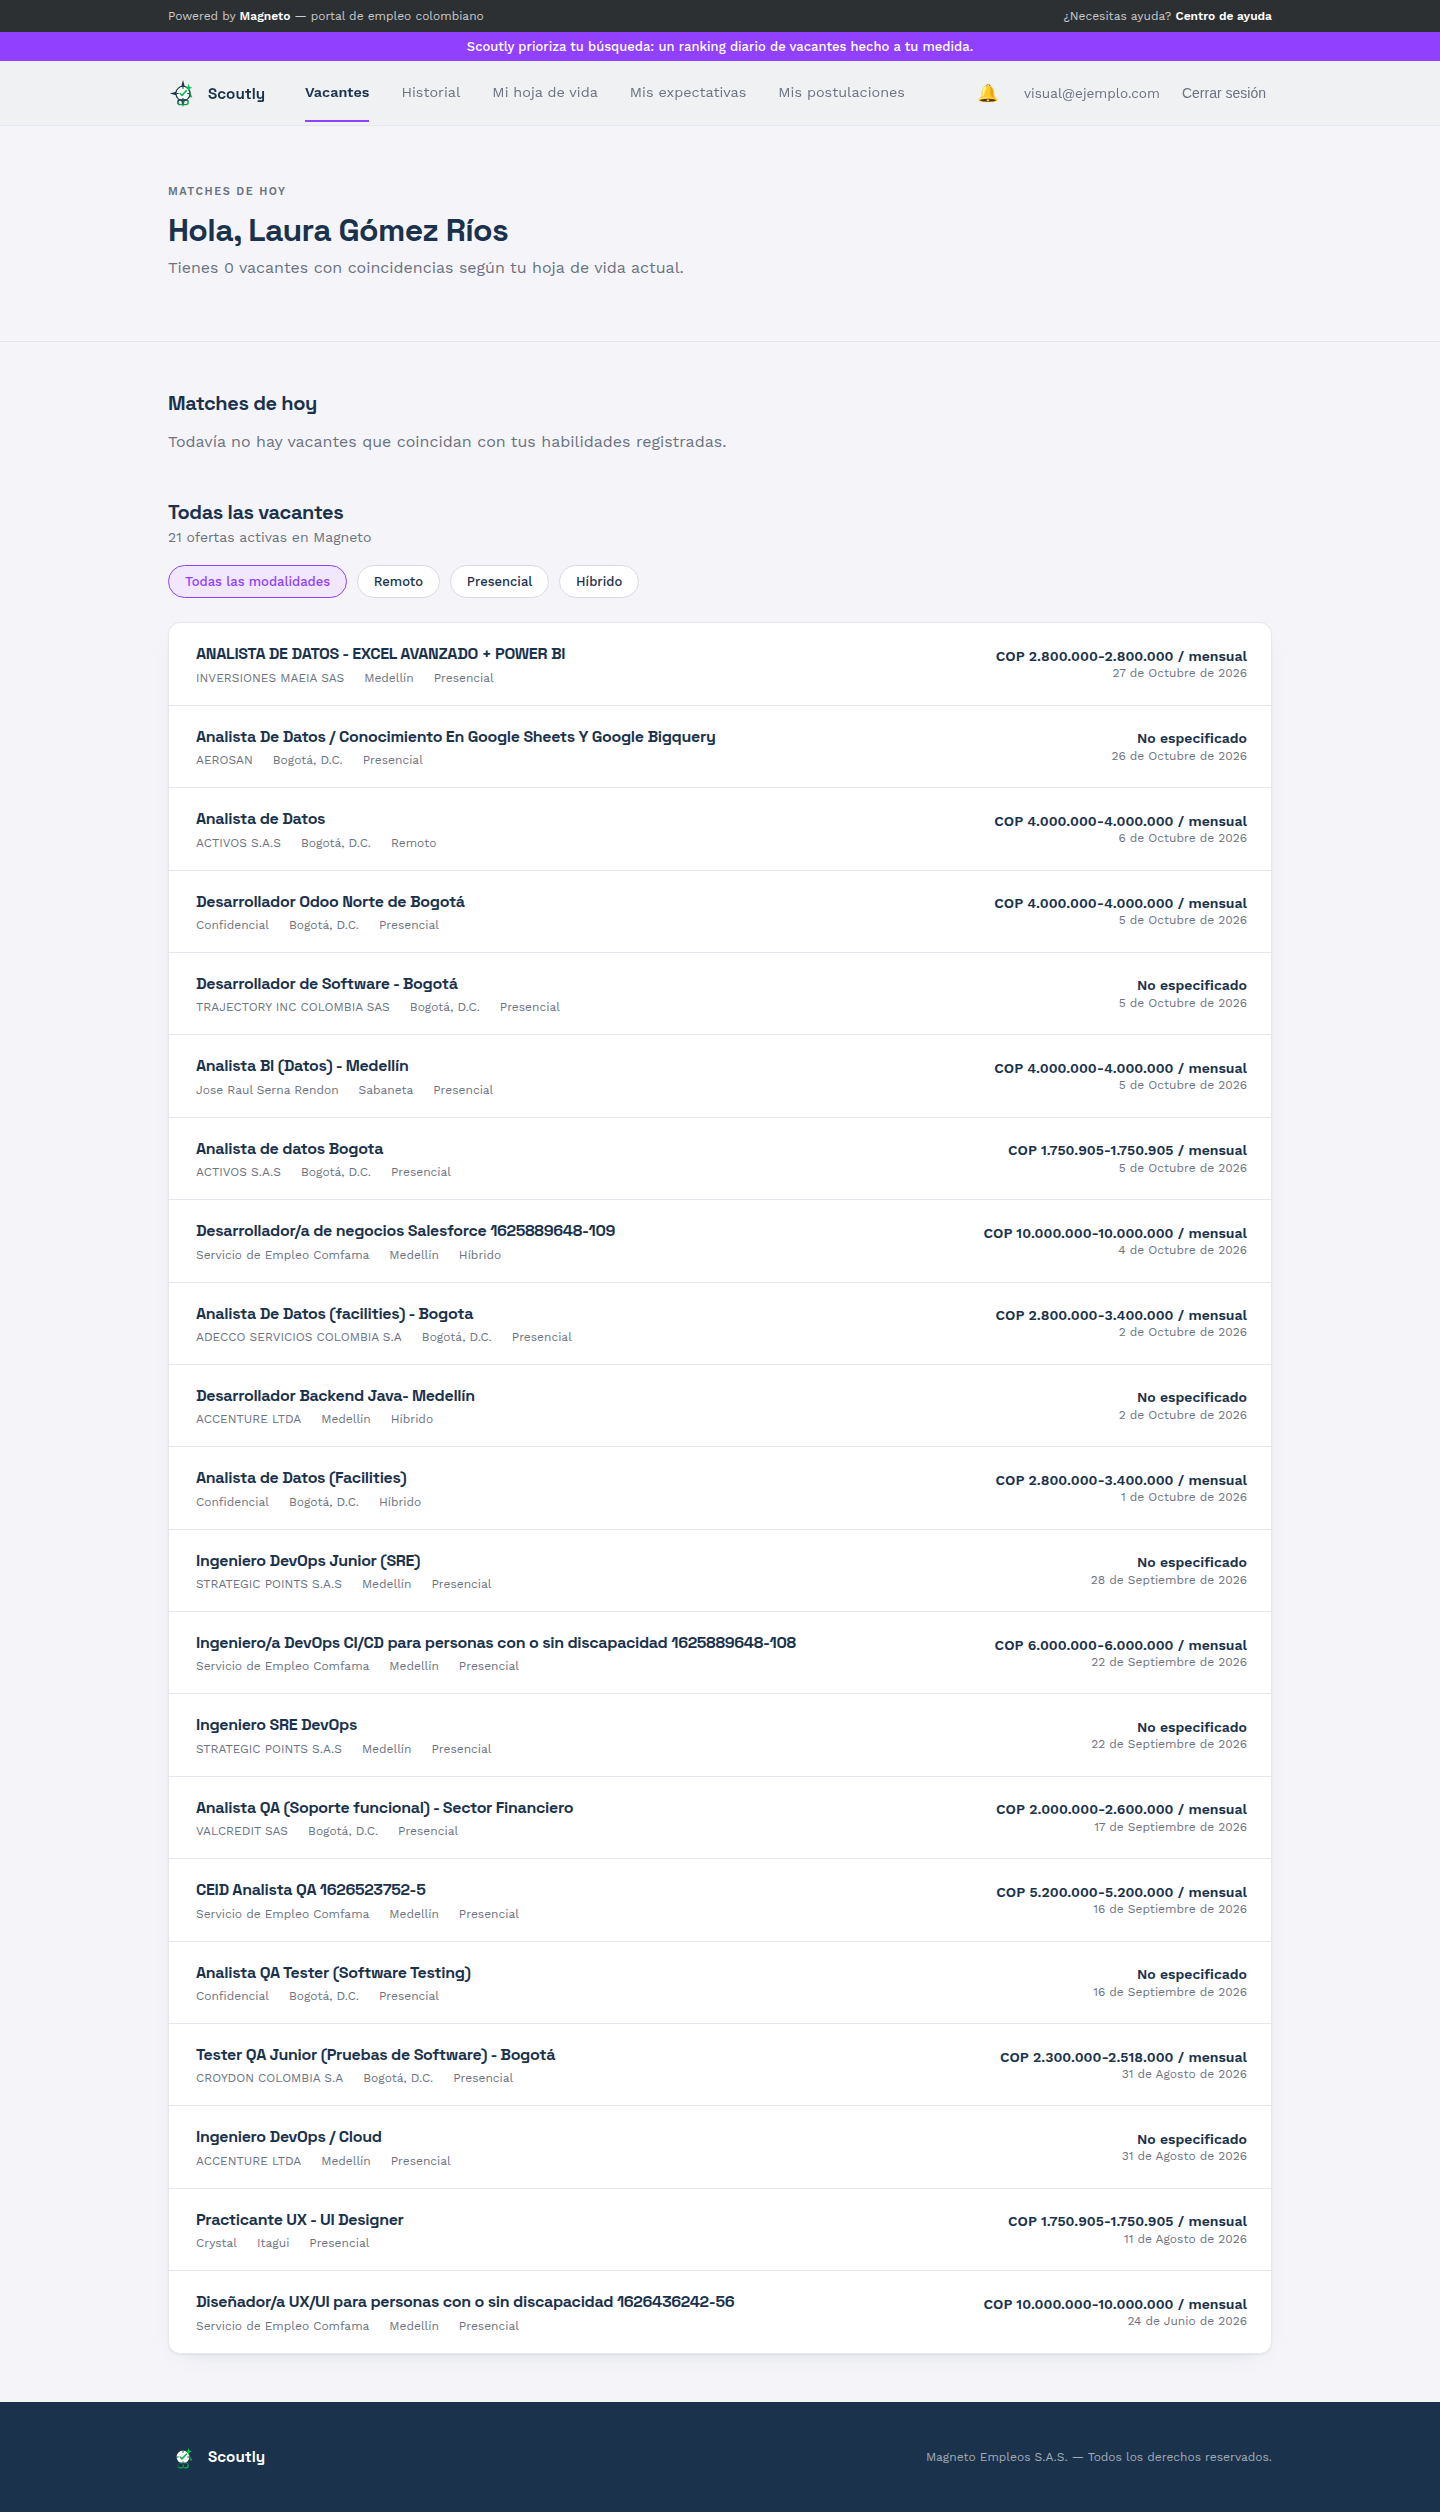 Powered by Magneto — portal de empleo colombiano
¿Necesitas ayuda? Centro de ayuda
Scoutly prioriza tu búsqueda: un ranking diario de vacantes hecho a tu medida.
Scoutly
Vacantes
Historial
Mi hoja de vida
Mis expectativas
Mis postulaciones
visual@ejemplo.com
Cerrar sesión
MATCHES DE HOY
Hola, Laura Gómez Ríos
Tienes 0 vacantes con coincidencias según tu hoja de vida actual.
Matches de hoy
Todavía no hay vacantes que coincidan con tus habilidades registradas.
Todas las vacantes
21 ofertas activas en Magneto
Todas las modalidades
Remoto
Presencial
Híbrido
ANALISTA DE DATOS - EXCEL AVANZADO + POWER BI
INVERSIONES MAEIA SAS Medellín Presencial
COP 2.800.000-2.800.000 / mensual
27 de Octubre de 2026
Analista De Datos / Conocimiento En Google Sheets Y Google Bigquery
AEROSAN Bogotá, D.C. Presencial
No especificado
26 de Octubre de 2026
Analista de Datos
ACTIVOS S.A.S Bogotá, D.C. Remoto
COP 4.000.000-4.000.000 / mensual
6 de Octubre de 2026
Desarrollador Odoo Norte de Bogotá
Confidencial Bogotá, D.C. Presencial
COP 4.000.000-4.000.000 / mensual
5 de Octubre de 2026
Desarrollador de Software - Bogotá
TRAJECTORY INC COLOMBIA SAS Bogotá, D.C. Presencial
No especificado
5 de Octubre de 2026
Analista BI (Datos) - Medellín
Jose Raul Serna Rendon Sabaneta Presencial
COP 4.000.000-4.000.000 / mensual
5 de Octubre de 2026
Analista de datos Bogota
ACTIVOS S.A.S Bogotá, D.C. Presencial
COP 1.750.905-1.750.905 / mensual
5 de Octubre de 2026
Desarrollador/a de negocios Salesforce 1625889648-109
Servicio de Empleo Comfama Medellín Híbrido
COP 10.000.000-10.000.000 / mensual
4 de Octubre de 2026
Analista De Datos (facilities) - Bogota
ADECCO SERVICIOS COLOMBIA S.A Bogotá, D.C. Presencial
COP 2.800.000-3.400.000 / mensual
2 de Octubre de 2026
Desarrollador Backend Java- Medellín
ACCENTURE LTDA Medellín Híbrido
No especificado
2 de Octubre de 2026
Analista de Datos (Facilities)
Confidencial Bogotá, D.C. Híbrido
COP 2.800.000-3.400.000 / mensual
1 de Octubre de 2026
Ingeniero DevOps Junior (SRE)
STRATEGIC POINTS S.A.S Medellín Presencial
No especificado
28 de Septiembre de 2026
Ingeniero/a DevOps CI/CD para personas con o sin discapacidad 1625889648-108
Servicio de Empleo Comfama Medellín Presencial
COP 6.000.000-6.000.000 / mensual
22 de Septiembre de 2026
Ingeniero SRE DevOps
STRATEGIC POINTS S.A.S Medellín Presencial
No especificado
22 de Septiembre de 2026
Analista QA (Soporte funcional) - Sector Financiero
VALCREDIT SAS Bogotá, D.C. Presencial
COP 2.000.000-2.600.000 / mensual
17 de Septiembre de 2026
CEID Analista QA 1626523752-5
Servicio de Empleo Comfama Medellín Presencial
COP 5.200.000-5.200.000 / mensual
16 de Septiembre de 2026
Analista QA Tester (Software Testing)
Confidencial Bogotá, D.C. Presencial
No especificado
16 de Septiembre de 2026
Tester QA Junior (Pruebas de Software) - Bogotá
CROYDON COLOMBIA S.A Bogotá, D.C. Presencial
COP 2.300.000-2.518.000 / mensual
31 de Agosto de 2026
Ingeniero DevOps / Cloud
ACCENTURE LTDA Medellín Presencial
No especificado
31 de Agosto de 2026
Practicante UX - UI Designer
Crystal Itagui Presencial
COP 1.750.905-1.750.905 / mensual
11 de Agosto de 2026
Diseñador/a UX/UI para personas con o sin discapacidad 1626436242-56
Servicio de Empleo Comfama Medellín Presencial
COP 10.000.000-10.000.000 / mensual
24 de Junio de 2026
Scoutly
Magneto Empleos S.A.S. — Todos los derechos reservados.